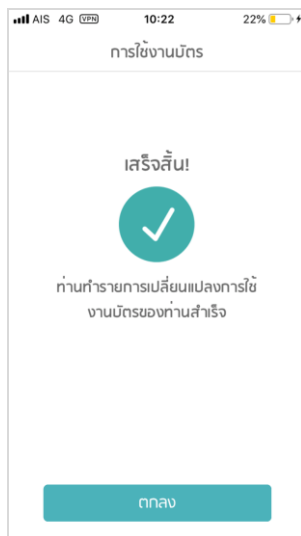 AIS 4G VPN 10:22 22%
การใช้งานบัตร
เสร็จสิ้น!
ท่านทำรายการเปลี่ยนแปลงการใช้
งานบัตรของท่านสำเร็จ
ตกลง